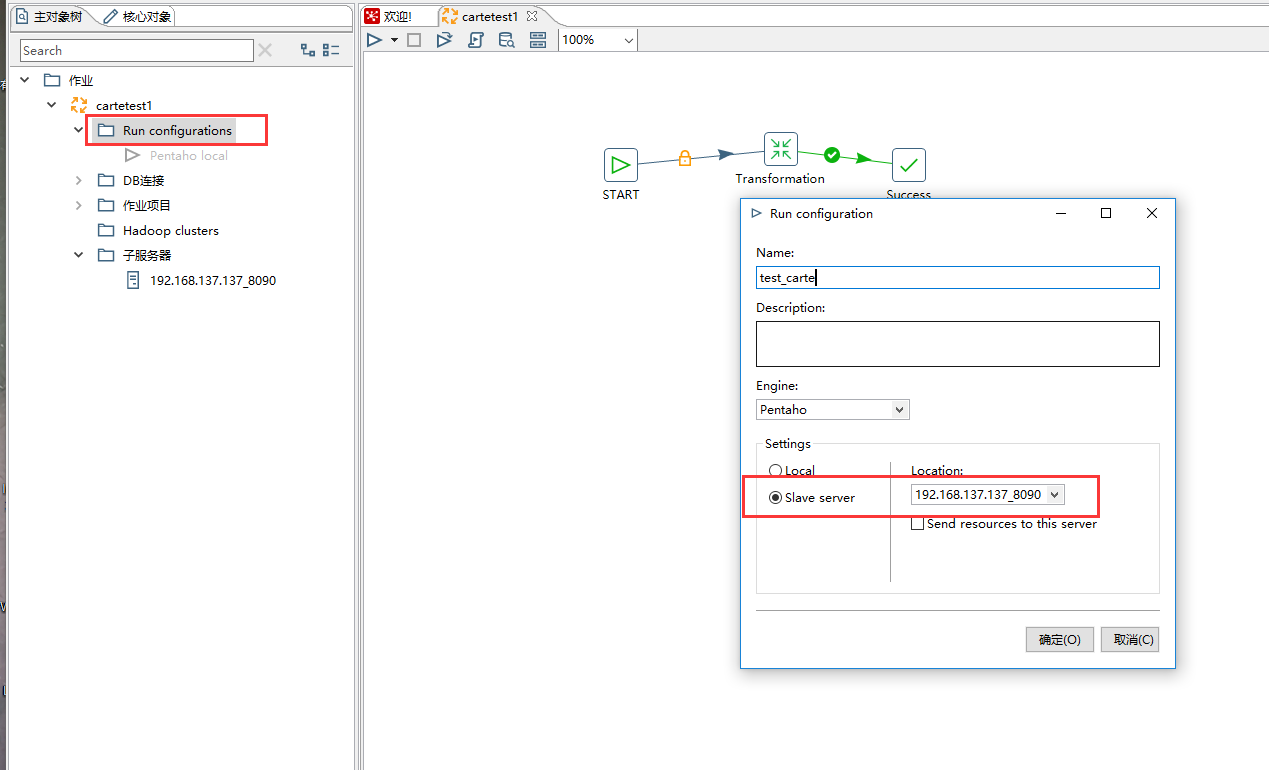 主对象树
核心对象
Search
作业
cartetest1
Run configurations
Pentaho local
DB连接
作业项目
Hadoop clusters
子服务器
192.168.137.137_8090
欢迎!
cartetest1
100%
START
Transformation
Success
Run configuration
Name:
test_carte
Description:
Engine:
Pentaho
Settings
Local
Slave server
Location:
192.168.137.137_8090
Send resources to this server
确定(O)
取消(C)